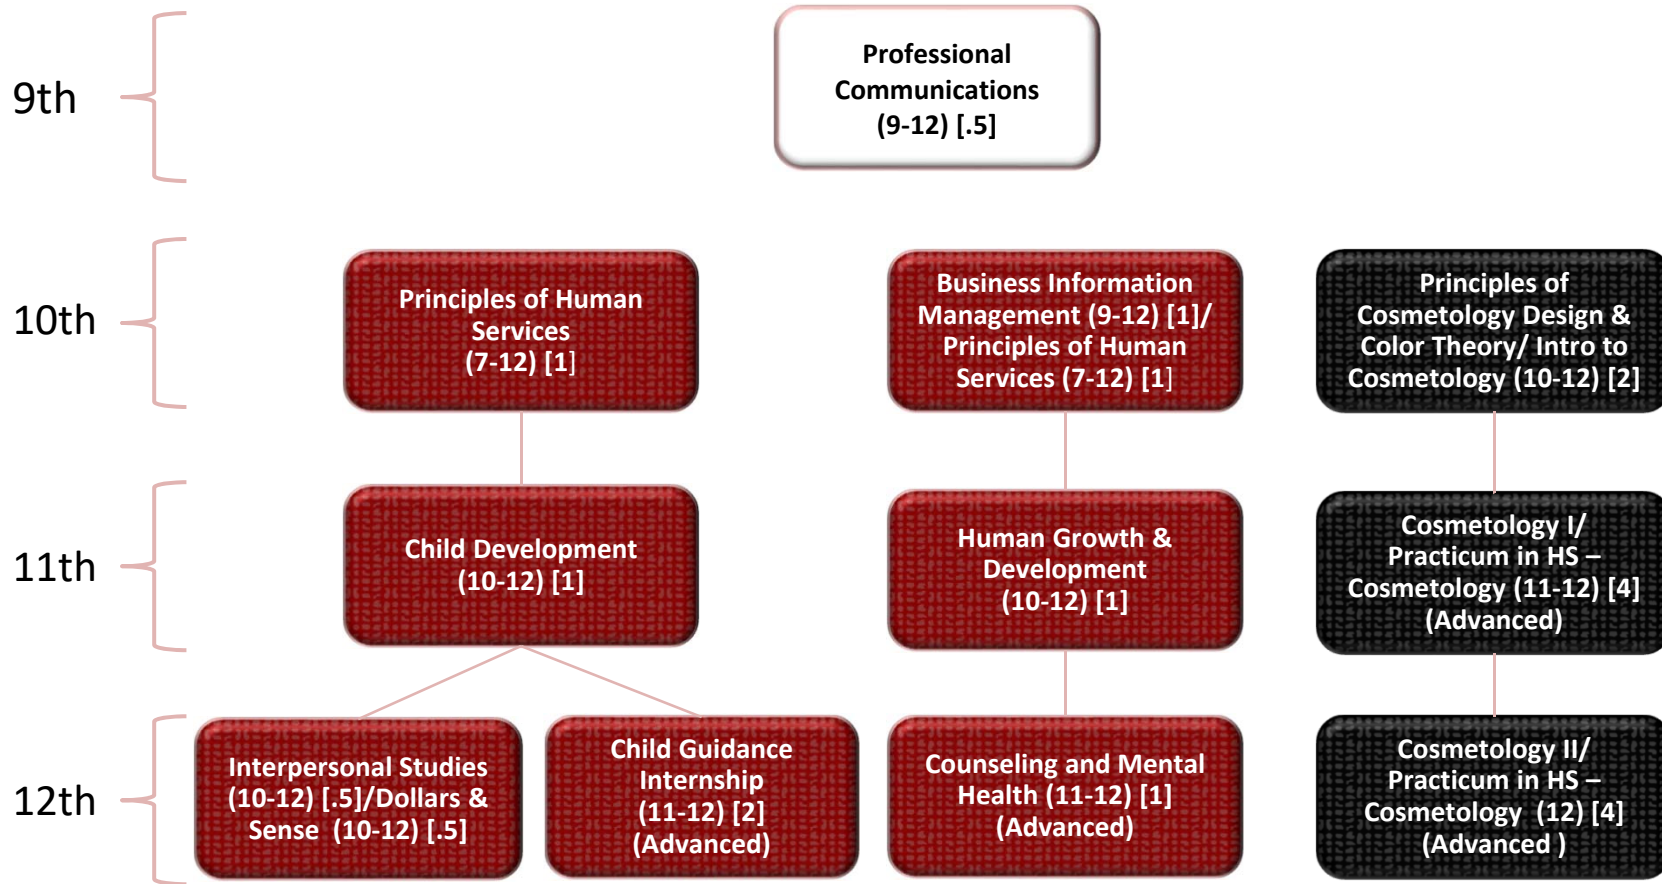 9th
Professional
Communications
(9-12) [.5]
10th
Principles of Human
Services
(7-12) [1]
Business Information
Management (9-12) [1]/
Principles of Human
Services (7-12) [1]
Principles of
Cosmetology Design &
Color Theory/ Intro to
Cosmetology (10-12) [2]
11th
Child Development
(10-12) [1]
Human Growth &
Development
(10-12) [1]
Cosmetology I/
Practicum in HS –
Cosmetology (11-12) [4]
(Advanced)
12th
Interpersonal Studies
(10-12) [.5]/Dollars &
Sense (10-12) [.5]
Child Guidance
Internship
(11-12) [2]
(Advanced)
Counseling and Mental
Health (11-12) [1]
(Advanced)
Cosmetology II/
Practicum in HS –
Cosmetology (12) [4]
(Advanced )